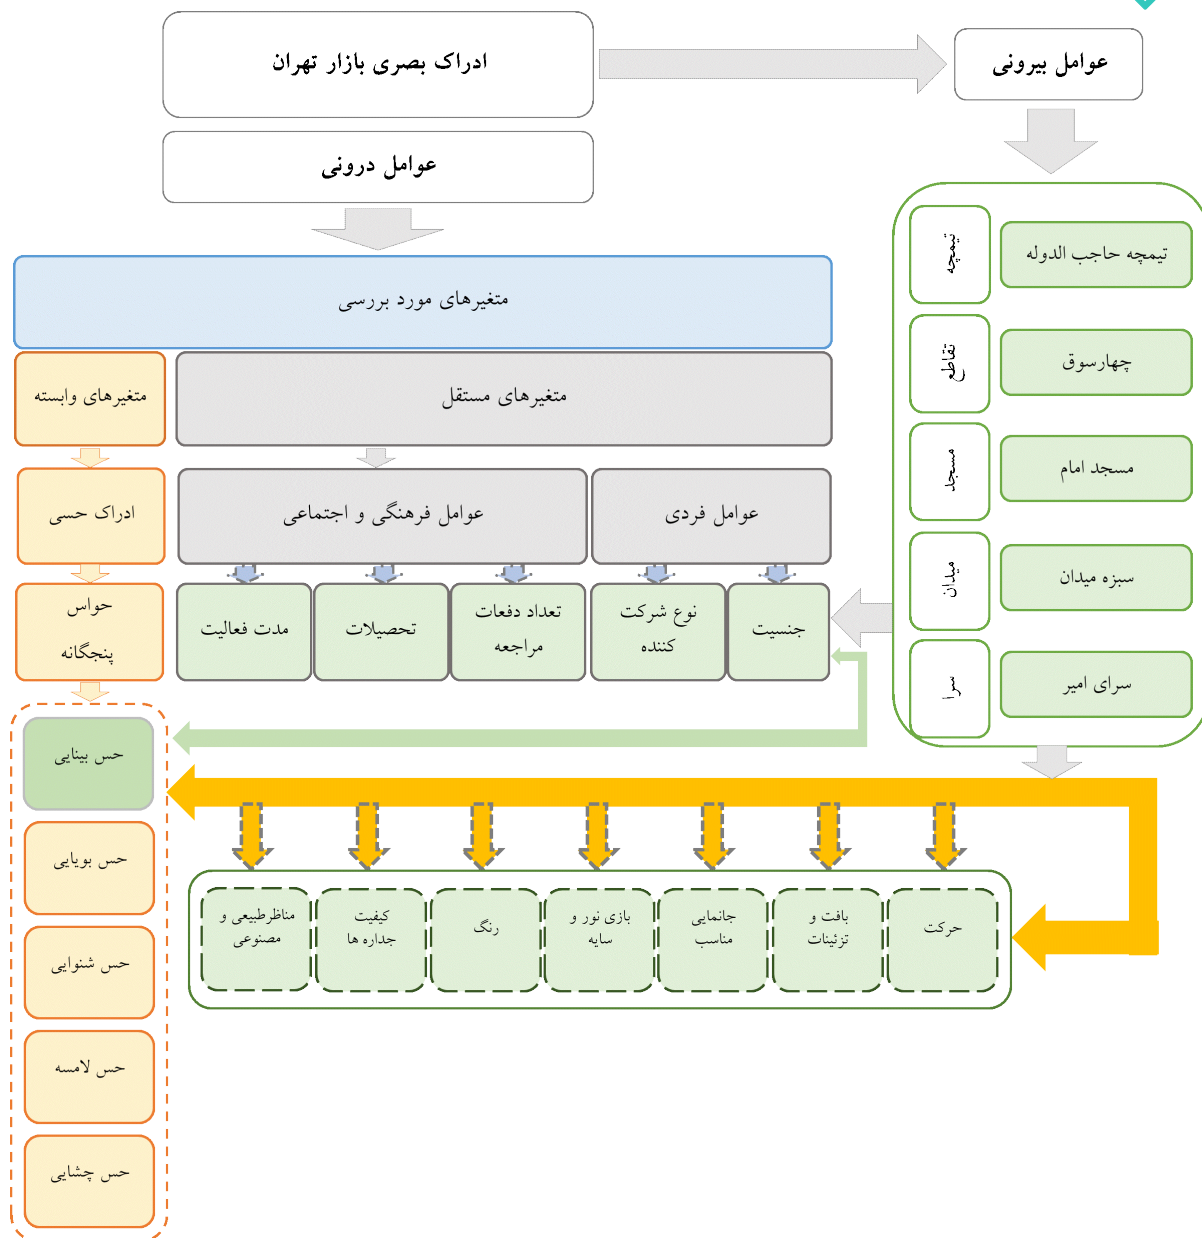 ادراک بصری بازار تهران
عوامل بیرونی
عوامل درونی
تیمچه
تیمچه حاجب الدوله
تقاطع
چهارسوق
مسجد
مسجد امام
میدان
سبزه میدان
سرا
سرای امیر
متغیرهای مورد بررسی
متغیرهای مستقل
متغیرهای وابسته
عوامل فردی
عوامل فرهنگی و اجتماعی
ادراک حسی
جنسیت
نوع شرکت
کننده
تعداد دفعات
مراجعه
تحصیلات
مدت فعالیت
حواس
پنجگانه
حس بینایی
حس بویایی
حس شنوایی
حس لامسه
حس چشایی
حرکت
بافت و
تزئینات
جانمایی
مناسب
بازی نور و
سایه
رنگ
کیفیت
جداره ها
مناظرطبیعی و
مصنوعی